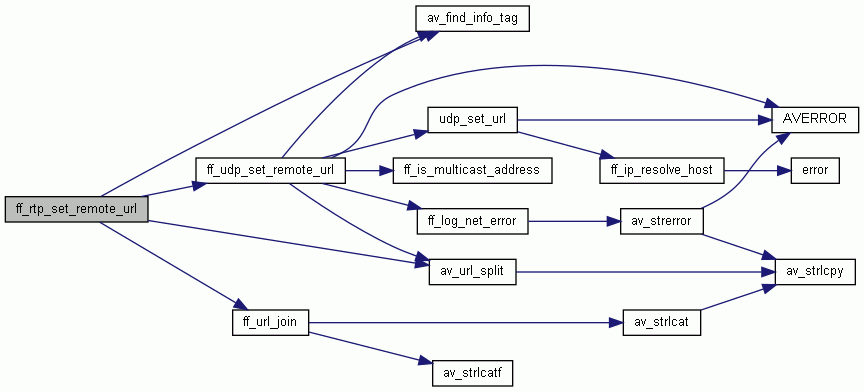 av_find_info_tag
udp_set_url
AVERROR
ff_udp_set_remote_url
ff_is_multicast_address
ff_ip_resolve_host
error
ff_rtp_set_remote_url
ff_log_net_error
av_strerror
av_url_split
av_strlcpy
ff_url_join
av_strlcat
av_strlcatf